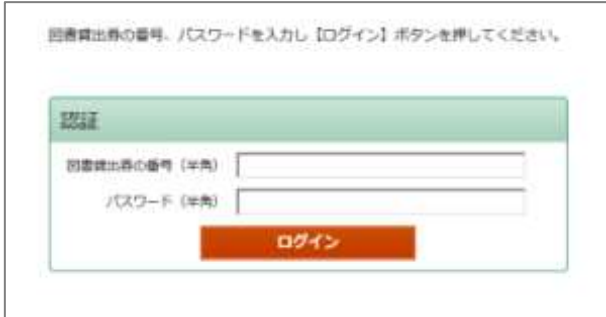 図書貸出券の番号、パスワードを入力し【ログイン】ボタンを押してください。
認証
図書貸出券の番号（半角）
パスワード（半角）
ログイン